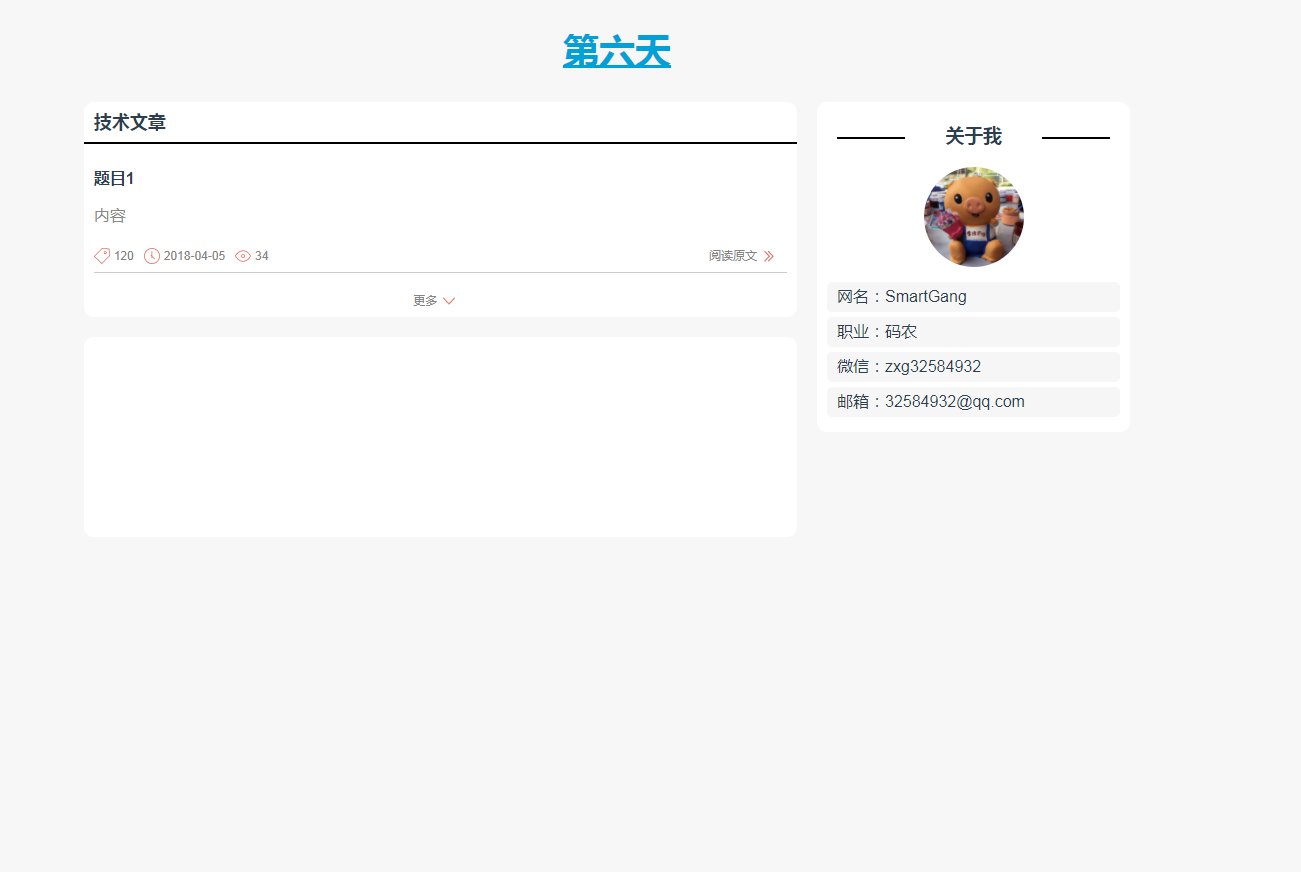 第六天
技术文章
题目1
内容
120 2018-04-05 34 阅读原文
更多
关于我
网名：SmartGang
职业：码农
微信：zxg32584932
邮箱：32584932@qq.com